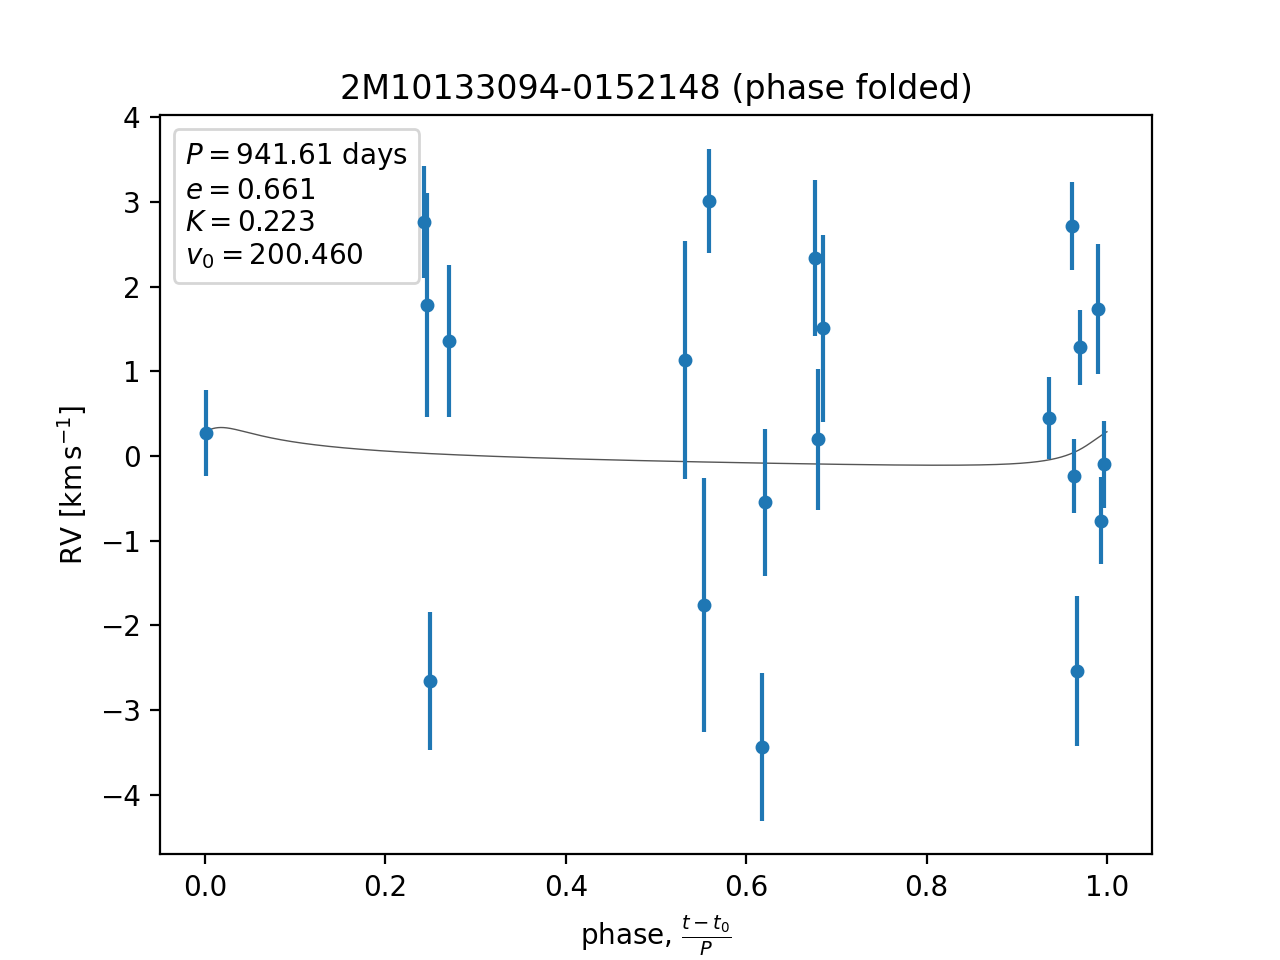 2M10133094-0152148 (phase folded)
P = 941.61 days
e = 0.661
K = 0.223
v₀ = 200.460
4
3
2
1
0
−1
−2
−3
−4
RV [km s⁻¹]
0.0 0.2 0.4 0.6 0.8 1.0
phase, (t − t₀)/P